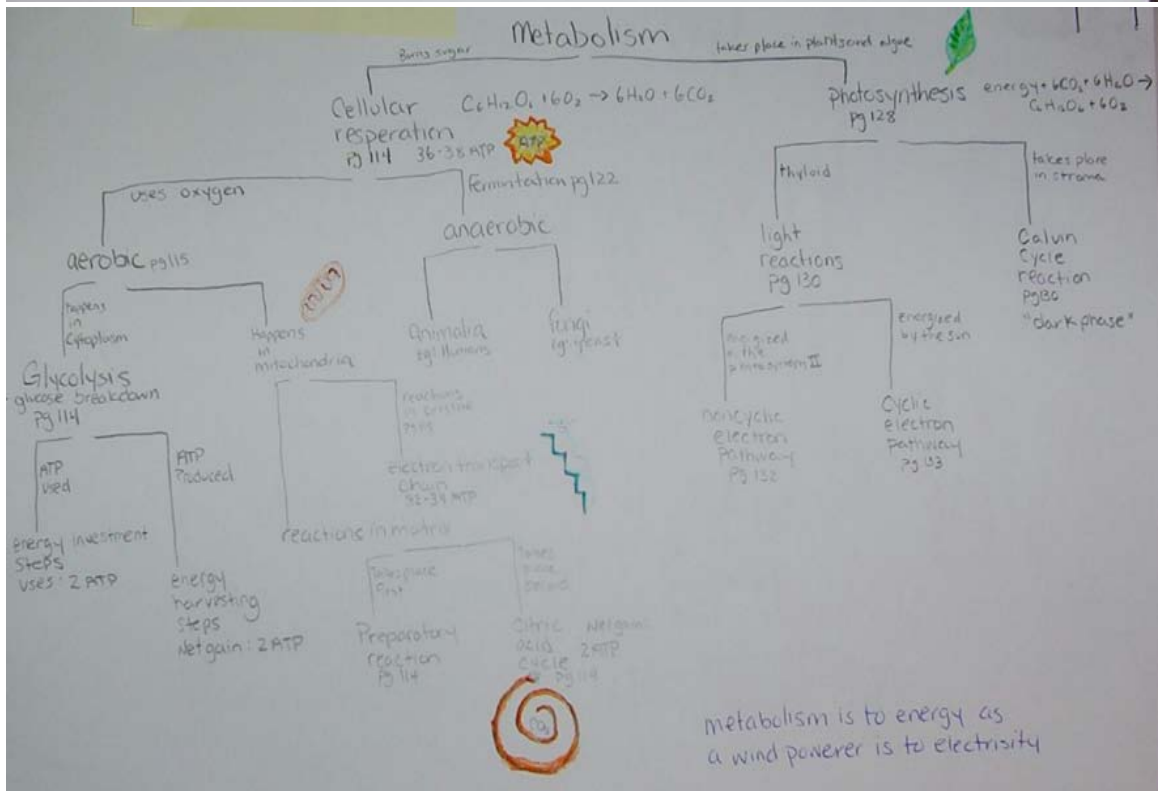 Metabolism
Burns sugar
takes place in plants and algae
Cellular
resperation
pg 114 36-38 ATP
C6H12O6 + 6O2 → 6H2O + 6CO2
ATP
photosynthesis
pg 128
energy + 6CO2 + 6H2O →
C6H12O6 + 6O2
uses oxygen
fermintation pg 122
thyloid
takes place
in stroma
aerobic pg 115
anaerobic
light
reactions
pg 130
Calvin
Cycle
reaction
pg 130
"dark phase"
happens
in
Cytoplasm
Happens
in
mitochondria
animalia
eg: Humans
fungi
eg: yeast
energized
photosystem II
energized
by the sun
Glycolysis
glucose breakdown
pg 114
reactions
in
noncyclic
electron
pathway
pg 132
Cyclic
electron
pathway
pg 133
ATP
used
ATP
Produced
electron transport
chain
32-34 ATP
energy investment
steps
uses: 2 ATP
energy
harvesting
steps
Net gain: 2 ATP
reactions in matrix
takes place
first
takes
place
Preparatory
reaction
pg 114
Citric
acid
cycle
pg 114
Net gain:
2 ATP
CO2
metabolism is to energy as
a wind powerer is to electrisity